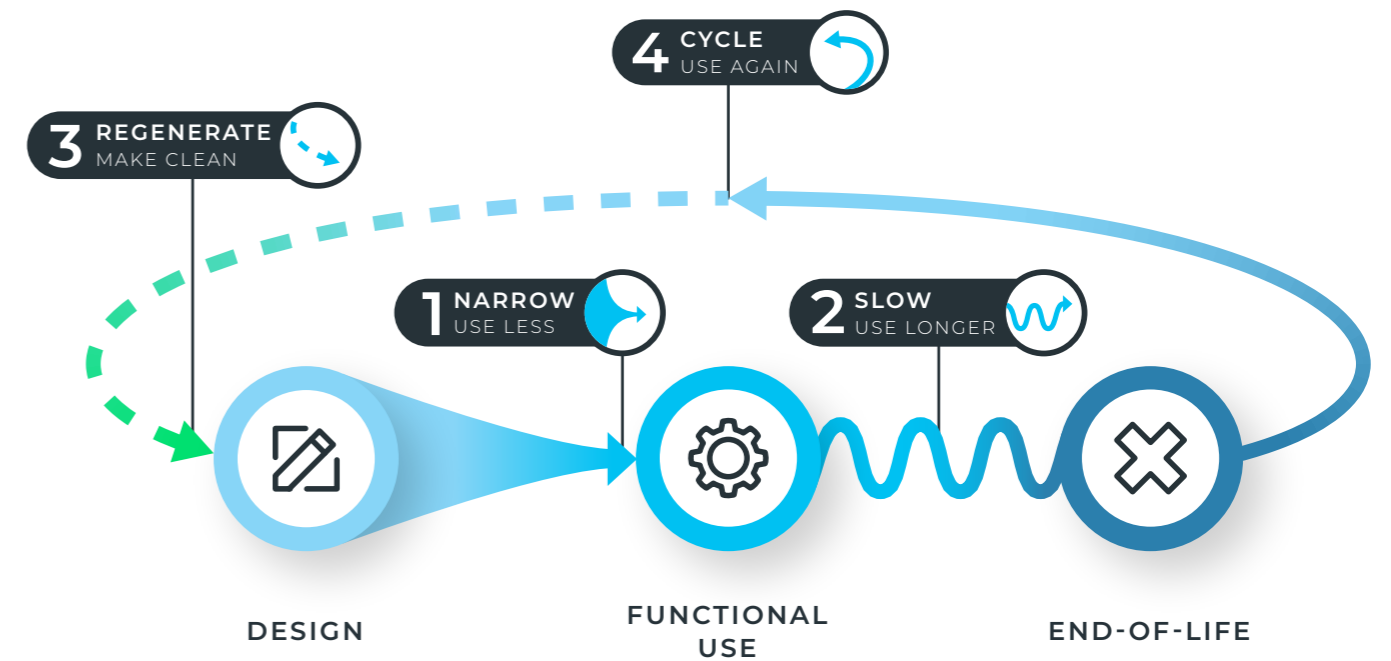 4 CYCLE
USE AGAIN
3 REGENERATE
MAKE CLEAN
1 NARROW
USE LESS
2 SLOW
USE LONGER
DESIGN
FUNCTIONAL
USE
END-OF-LIFE